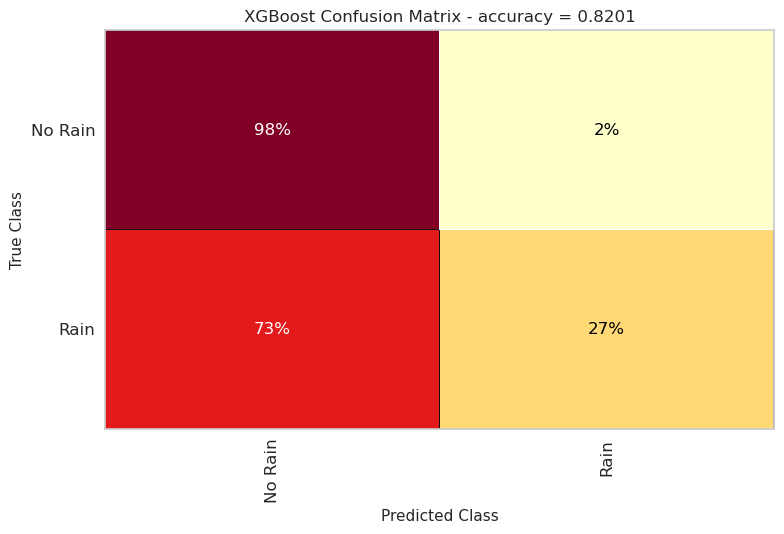 XGBoost Confusion Matrix - accuracy = 0.8201
True Class
No Rain
98%
2%
Rain
73%
27%
No Rain
Rain
Predicted Class